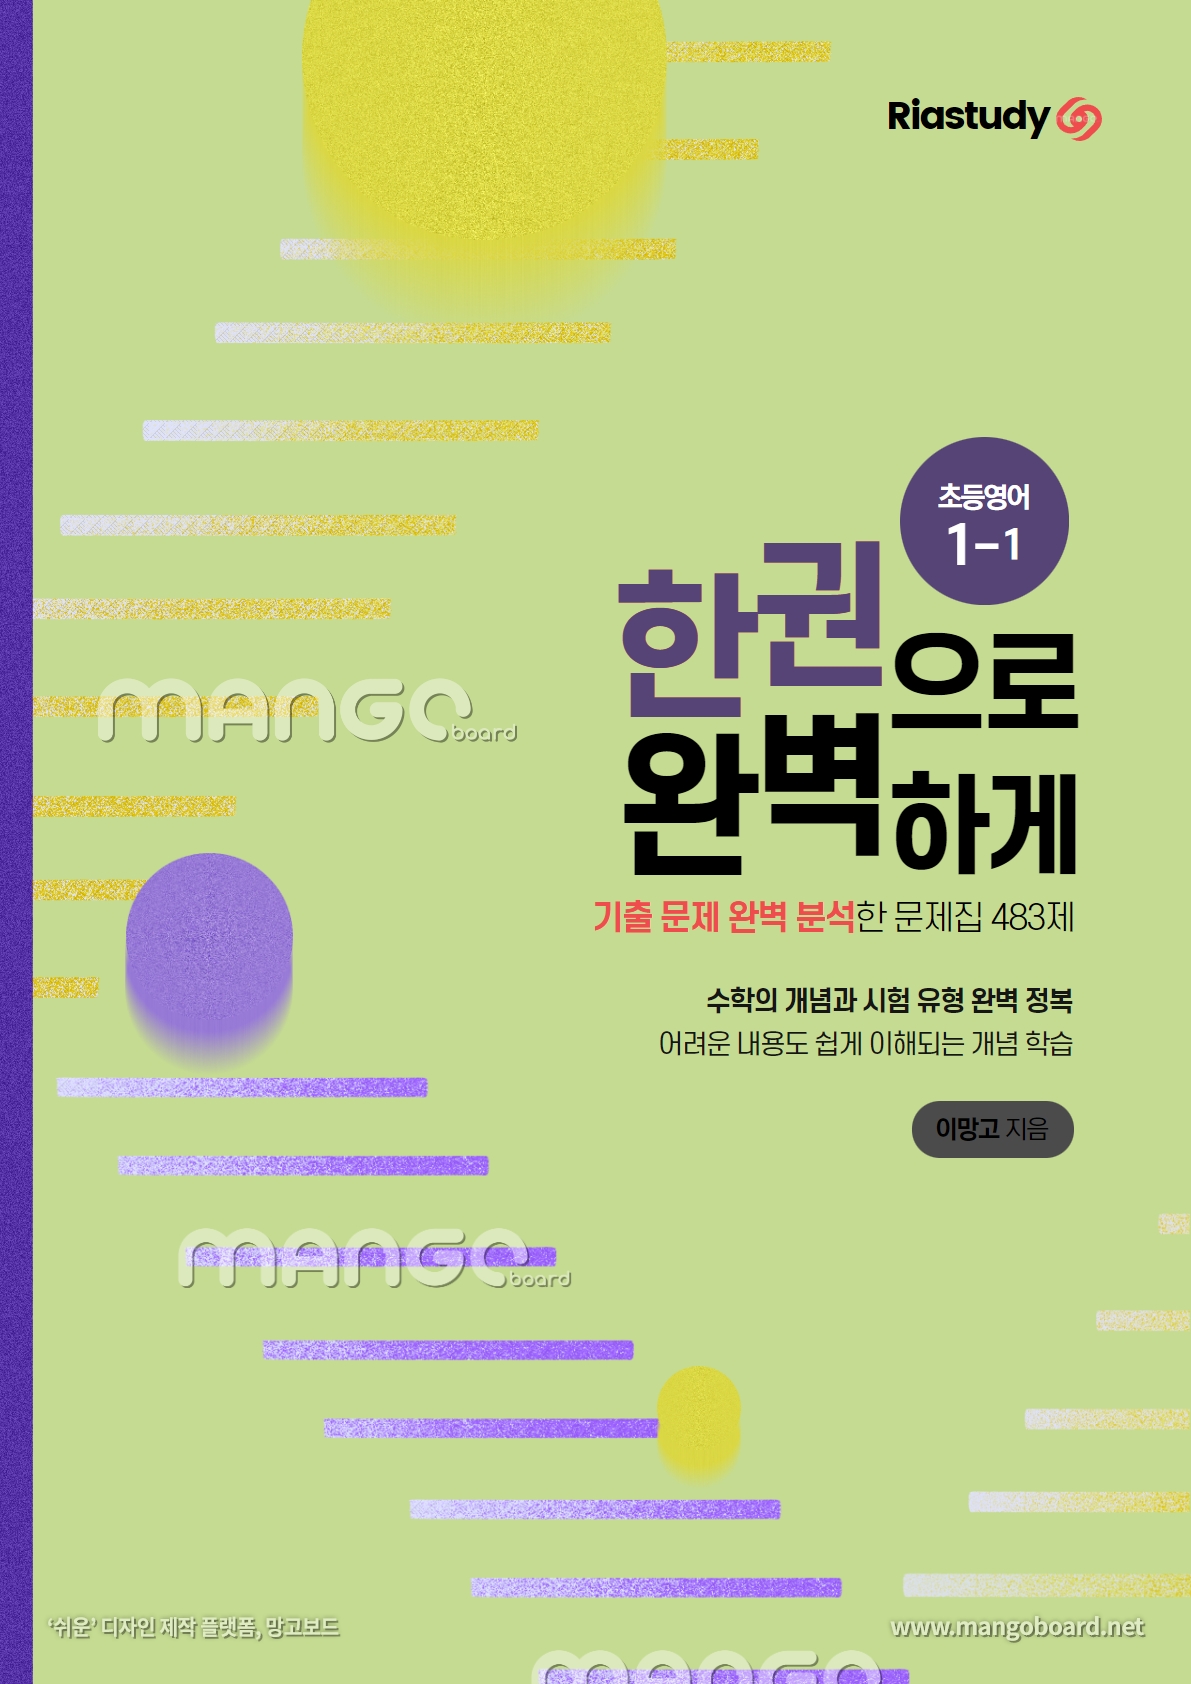 Riastudy
초등영어
1-1
한권으로
완벽하게
기출 문제 완벽 분석한 문제집 483제
수학의 개념과 시험 유형 완벽 정복
어려운 내용도 쉽게 이해되는 개념 학습
이망고 지음
MANGO board
MANGO board
‘쉬운’ 디자인 제작 플랫폼, 망고보드
www.mangoboard.net
MANGO